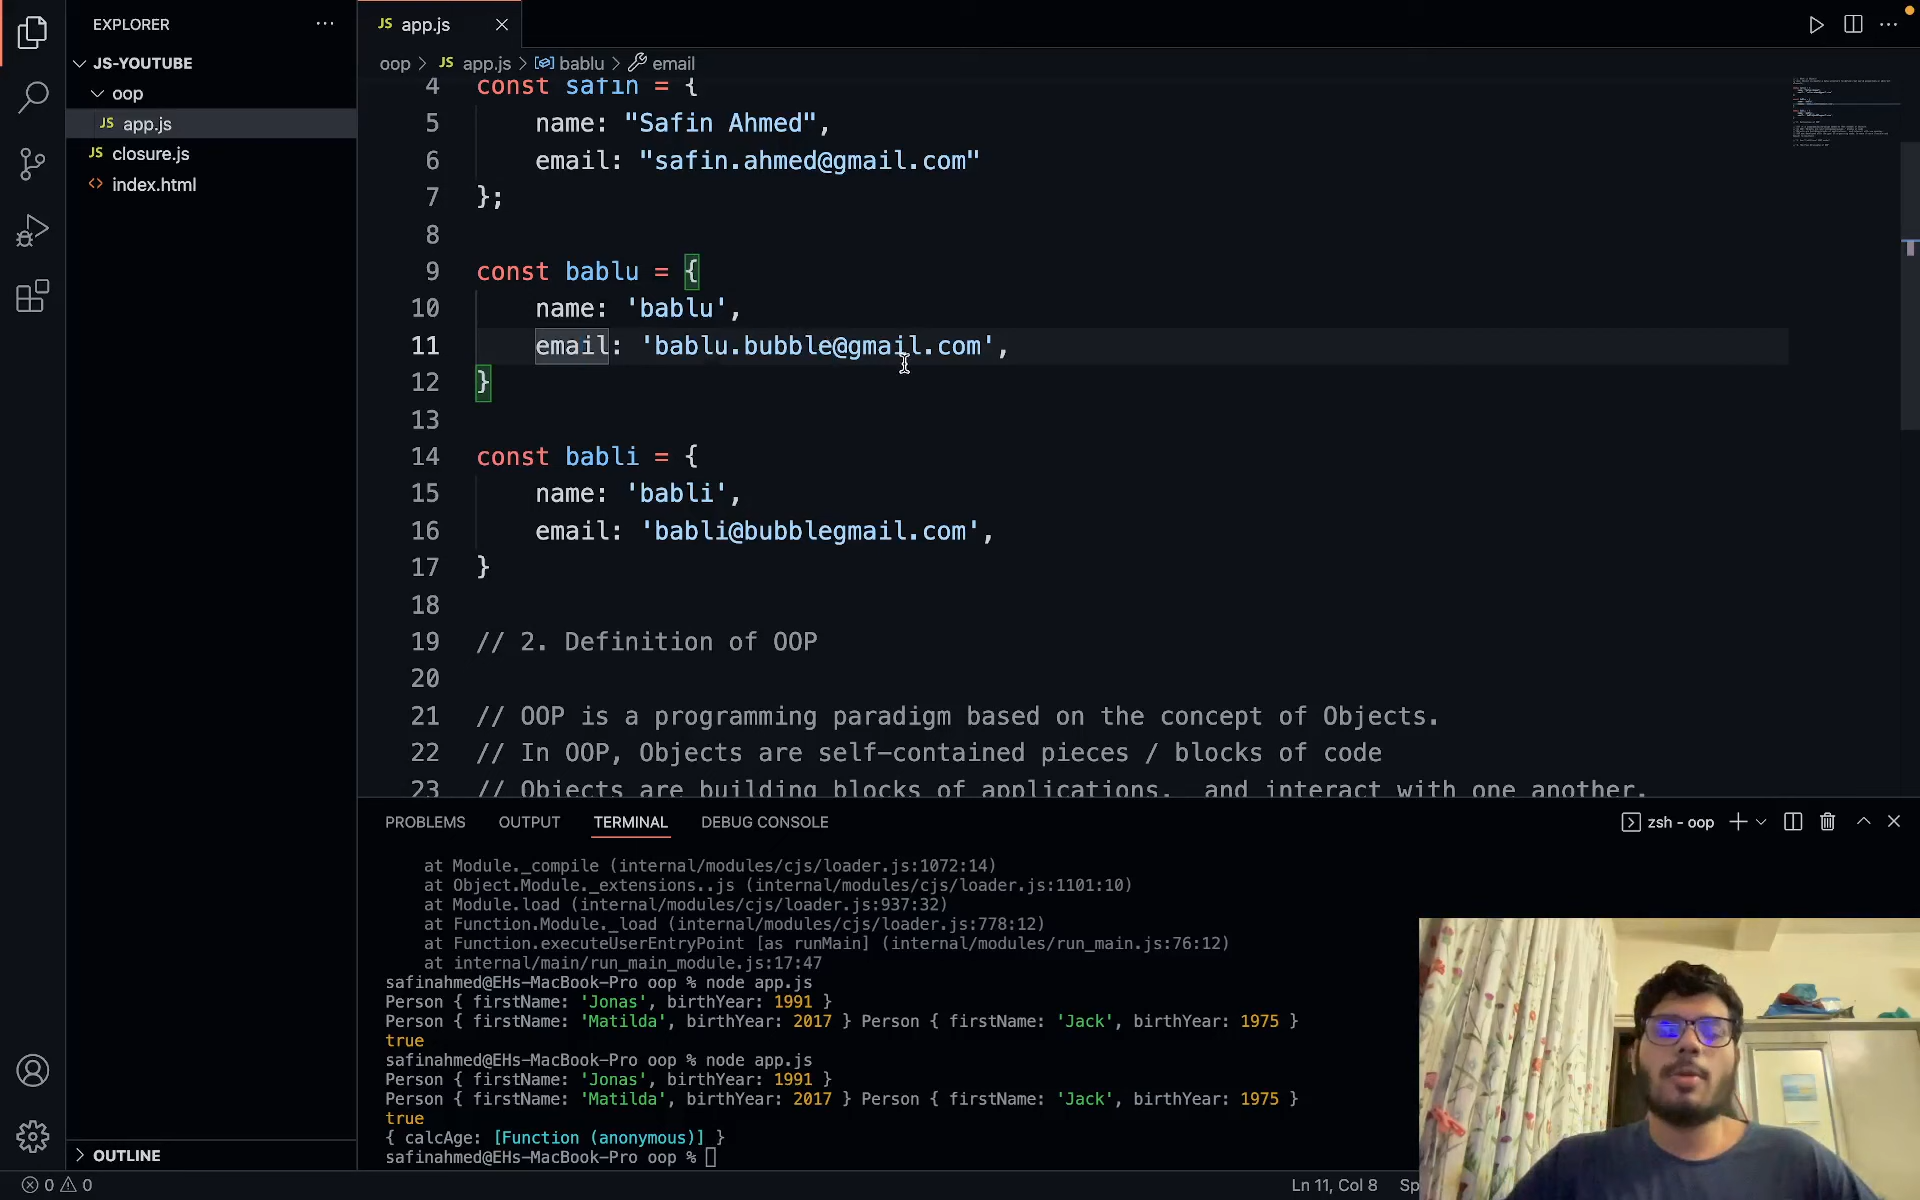 EXPLORER
JS-YOUTUBE
oop
JS app.js
JS closure.js
<> index.html
OUTLINE
JS app.js
oop > JS app.js > bablu > email
4 const safin = {
5 name: "Safin Ahmed",
6 email: "safin.ahmed@gmail.com"
7 };
8
9 const bablu = {
10 name: 'bablu',
11 email: 'bablu.bubble@gmail.com',
12 }
13
14 const babli = {
15 name: 'babli',
16 email: 'babli@bubblegmail.com',
17 }
18
19 // 2. Definition of OOP
20
21 // OOP is a programming paradigm based on the concept of Objects.
22 // In OOP, Objects are self-contained pieces / blocks of code
23 // Objects are building blocks of applications, and interact with one another.
PROBLEMS OUTPUT TERMINAL DEBUG CONSOLE
zsh - oop
at Module._compile (internal/modules/cjs/loader.js:1072:14)
at Object.Module._extensions..js (internal/modules/cjs/loader.js:1101:10)
at Module.load (internal/modules/cjs/loader.js:937:32)
at Function.Module._load (internal/modules/cjs/loader.js:778:12)
at Function.executeUserEntryPoint [as runMain] (internal/modules/run_main.js:76:12)
at internal/main/run_main_module.js:17:47
safinahmed@EHs-MacBook-Pro oop % node app.js
Person { firstName: 'Jonas', birthYear: 1991 }
Person { firstName: 'Matilda', birthYear: 2017 } Person { firstName: 'Jack', birthYear: 1975 }
true
safinahmed@EHs-MacBook-Pro oop % node app.js
Person { firstName: 'Jonas', birthYear: 1991 }
Person { firstName: 'Matilda', birthYear: 2017 } Person { firstName: 'Jack', birthYear: 1975 }
true
{ calcAge: [Function (anonymous)] }
safinahmed@EHs-MacBook-Pro oop %
0 0
Ln 11, Col 8 Sp